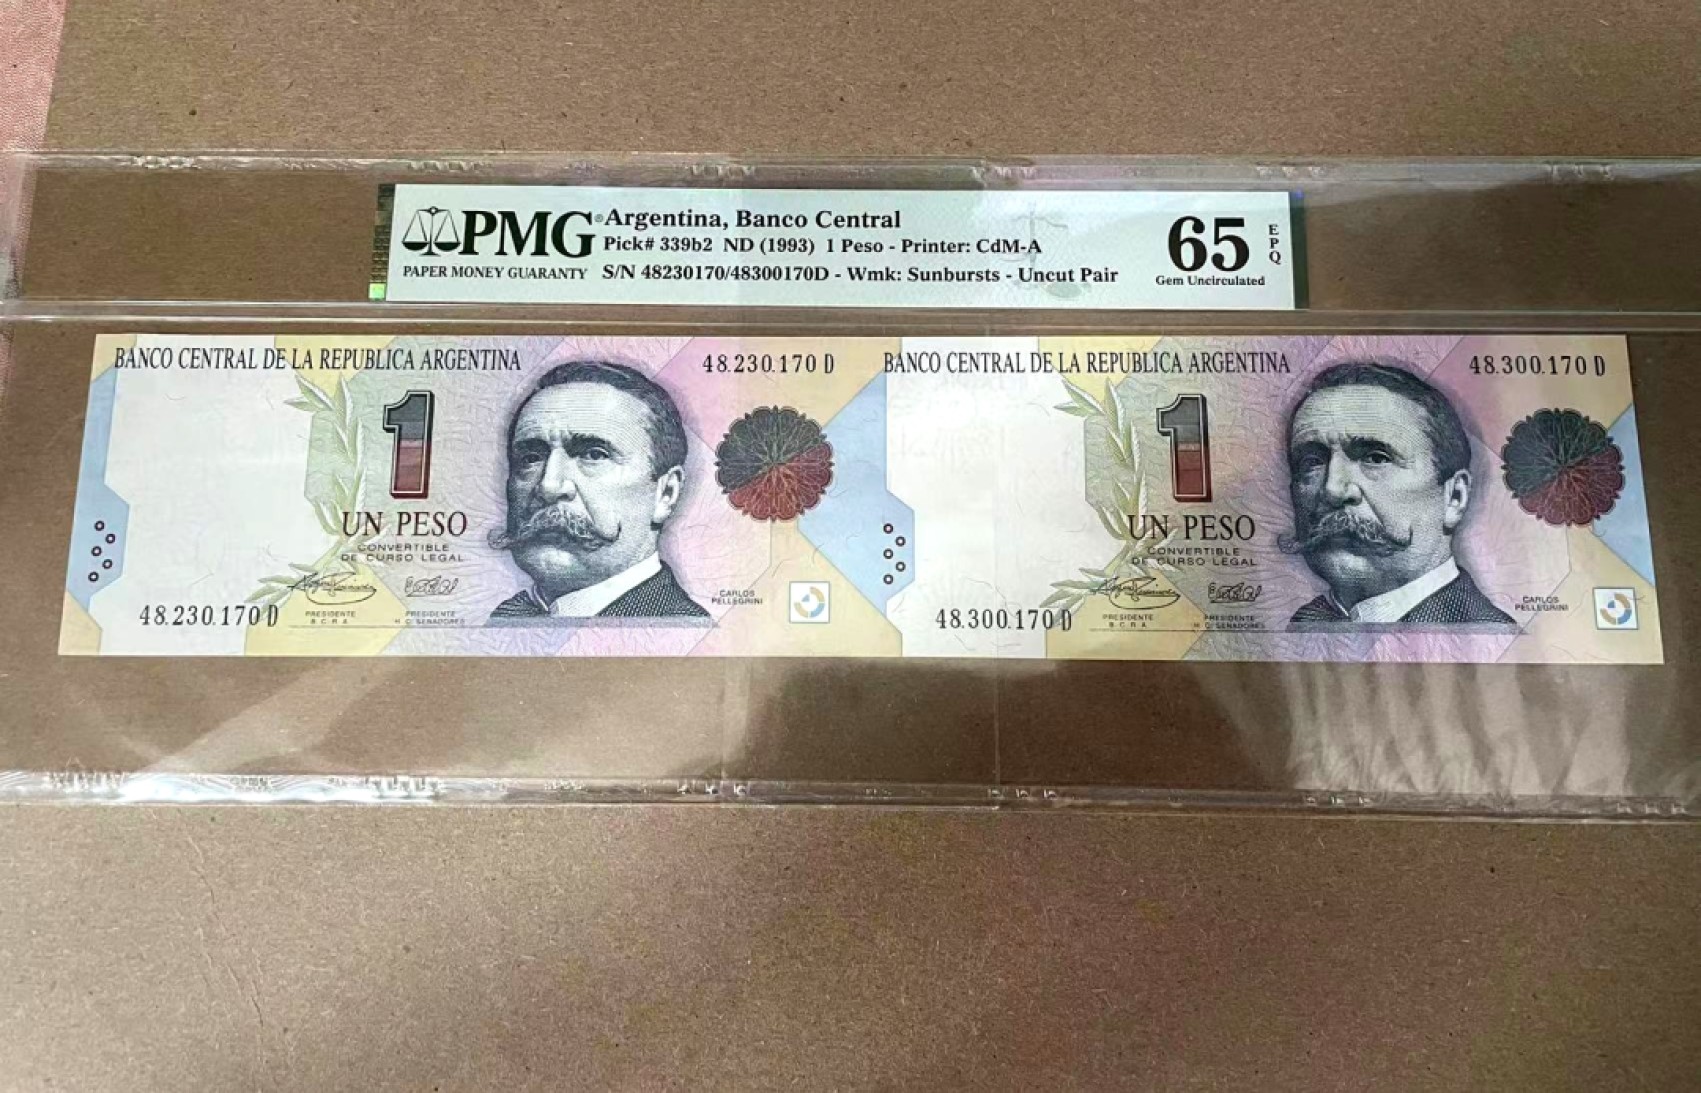 PMG® Argentina, Banco Central
Pick# 339b2 ND (1993) 1 Peso - Printer: CdM-A
PAPER MONEY GUARANTY S/N 48230170/48300170D - Wmk: Sunbursts - Uncut Pair
65 EPQ
Gem Uncirculated
BANCO CENTRAL DE LA REPUBLICA ARGENTINA 48.230.170 D
1
UN PESO
CONVERTIBLE
DE CURSO LEGAL
PRESIDENTE PRESIDENTE
B.C.R.A. H.C. SENADORES
CARLOS
PELLEGRINI
48.230.170 D
BANCO CENTRAL DE LA REPUBLICA ARGENTINA 48.300.170 D
1
UN PESO
CONVERTIBLE
DE CURSO LEGAL
PRESIDENTE PRESIDENTE
B.C.R.A. H.C. SENADORES
CARLOS
PELLEGRINI
48.300.170 D